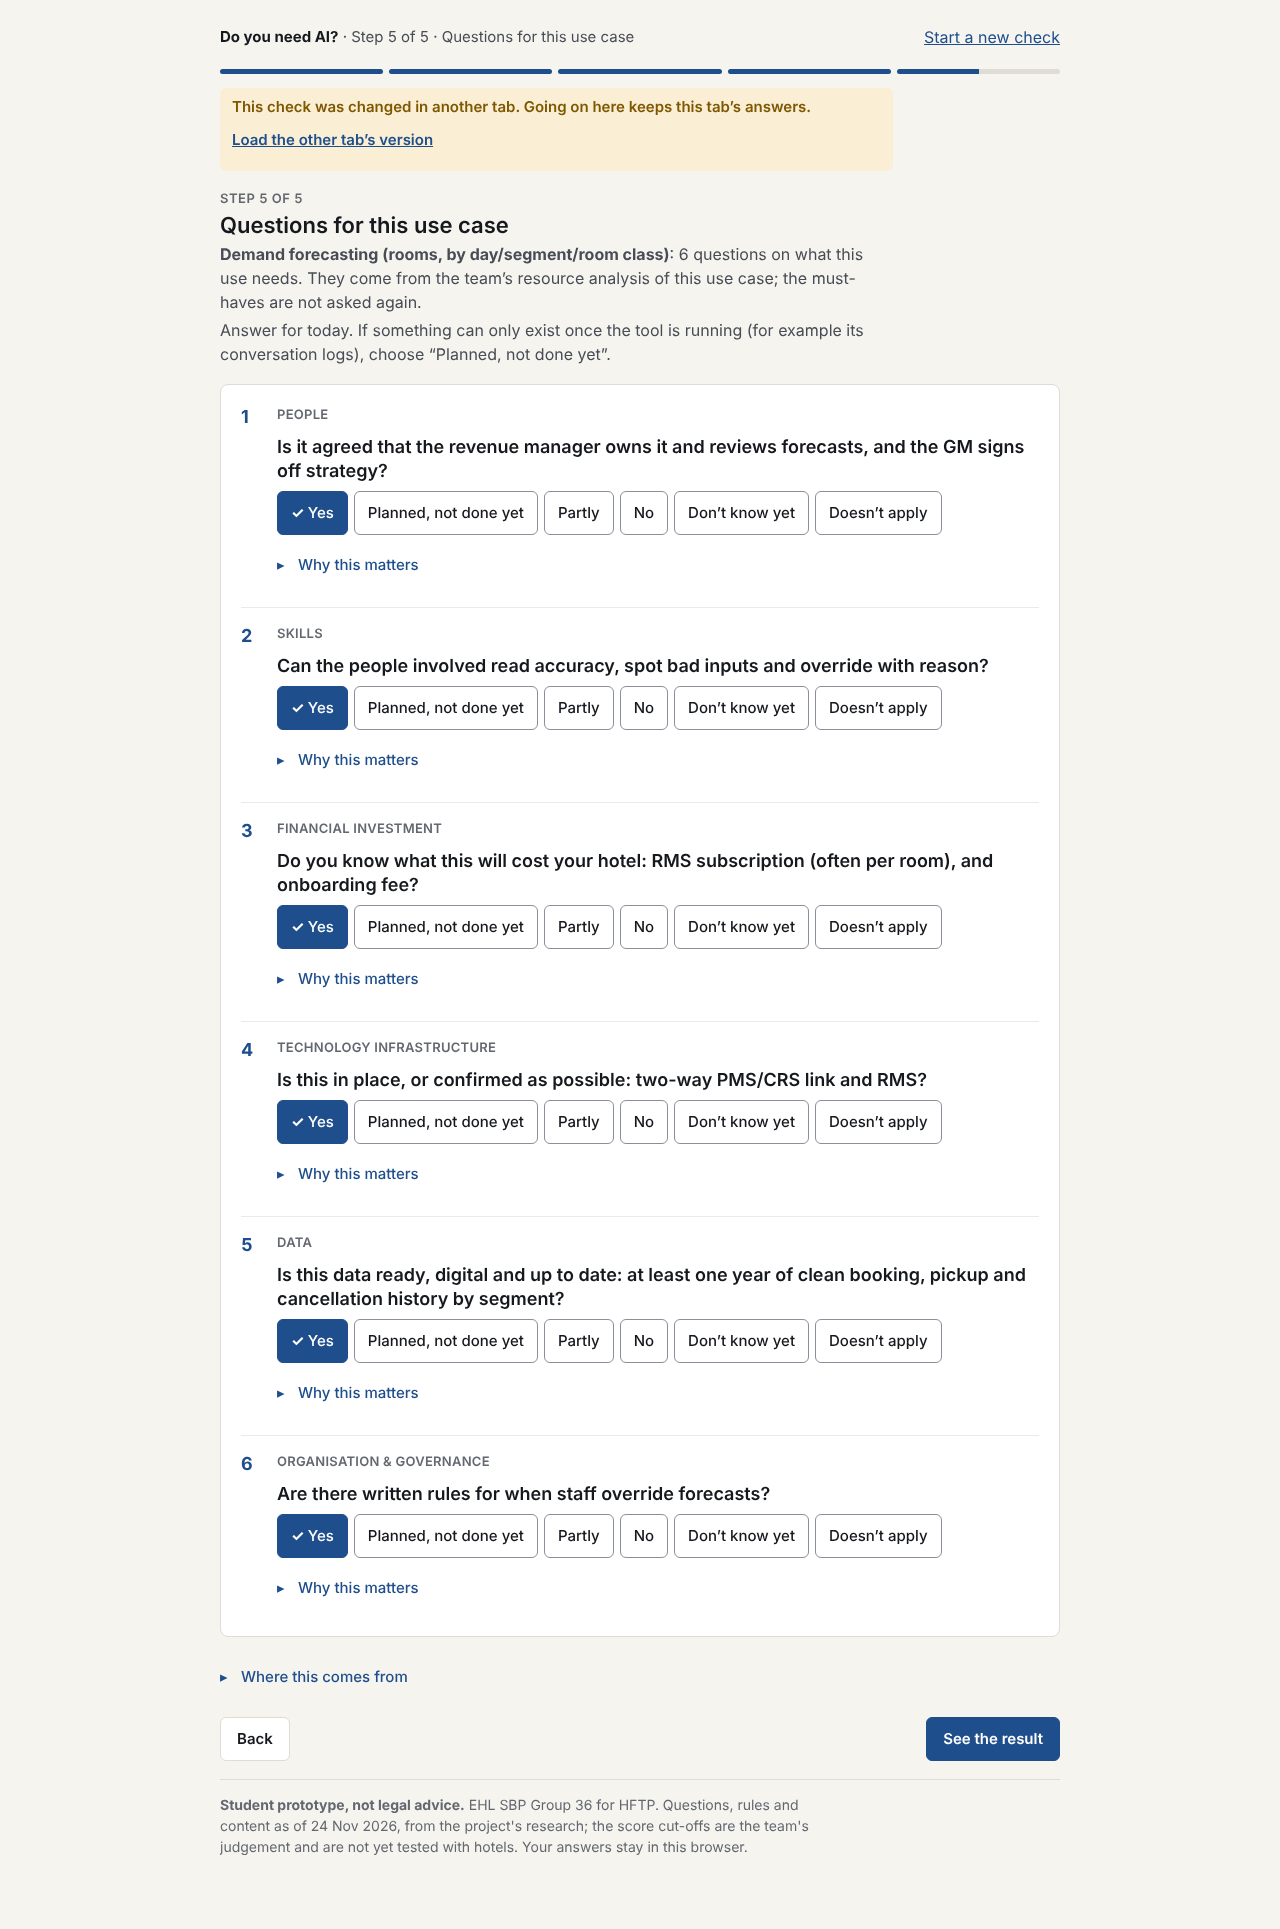 Do you need AI? · Step 5 of 5 · Questions for this use case
Start a new check
This check was changed in another tab. Going on here keeps this tab’s answers.
Load the other tab’s version
STEP 5 OF 5
Questions for this use case
Demand forecasting (rooms, by day/segment/room class): 6 questions on what this
use needs. They come from the team’s resource analysis of this use case; the must-
haves are not asked again.
Answer for today. If something can only exist once the tool is running (for example its
conversation logs), choose “Planned, not done yet”.
1 PEOPLE
Is it agreed that the revenue manager owns it and reviews forecasts, and the GM signs
off strategy?
✓ Yes Planned, not done yet Partly No Don’t know yet Doesn’t apply
▸ Why this matters
2 SKILLS
Can the people involved read accuracy, spot bad inputs and override with reason?
✓ Yes Planned, not done yet Partly No Don’t know yet Doesn’t apply
▸ Why this matters
3 FINANCIAL INVESTMENT
Do you know what this will cost your hotel: RMS subscription (often per room), and
onboarding fee?
✓ Yes Planned, not done yet Partly No Don’t know yet Doesn’t apply
▸ Why this matters
4 TECHNOLOGY INFRASTRUCTURE
Is this in place, or confirmed as possible: two-way PMS/CRS link and RMS?
✓ Yes Planned, not done yet Partly No Don’t know yet Doesn’t apply
▸ Why this matters
5 DATA
Is this data ready, digital and up to date: at least one year of clean booking, pickup and
cancellation history by segment?
✓ Yes Planned, not done yet Partly No Don’t know yet Doesn’t apply
▸ Why this matters
6 ORGANISATION & GOVERNANCE
Are there written rules for when staff override forecasts?
✓ Yes Planned, not done yet Partly No Don’t know yet Doesn’t apply
▸ Why this matters
▸ Where this comes from
Back
See the result
Student prototype, not legal advice. EHL SBP Group 36 for HFTP. Questions, rules and
content as of 24 Nov 2026, from the project's research; the score cut-offs are the team's
judgement and are not yet tested with hotels. Your answers stay in this browser.